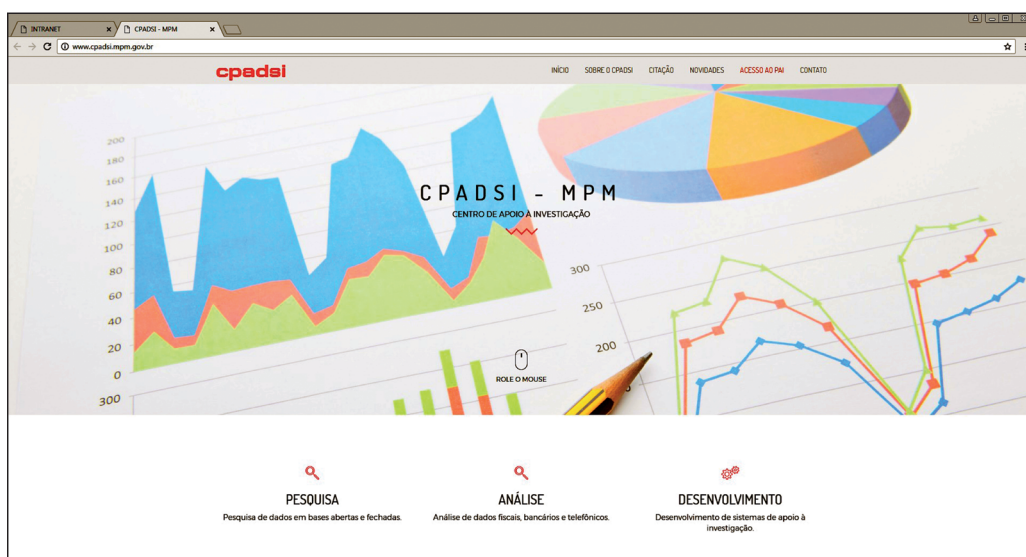 INTRANET
CPADSI - MPM
www.cpadsi.mpm.gov.br
cpadsi
INÍCIO SOBRE O CPADSI CITAÇÃO NOVIDADES ACESSO AO PAI CONTATO
200
180
160
140
120
100
80
60
40
20
0
300
CPADSI - MPM
CENTRO DE APOIO À INVESTIGAÇÃO
300
250
200
ROLE O MOUSE
PESQUISA
Pesquisa de dados em bases abertas e fechadas.
ANÁLISE
Análise de dados fiscais, bancários e telefônicos.
DESENVOLVIMENTO
Desenvolvimento de sistemas de apoio à
investigação.